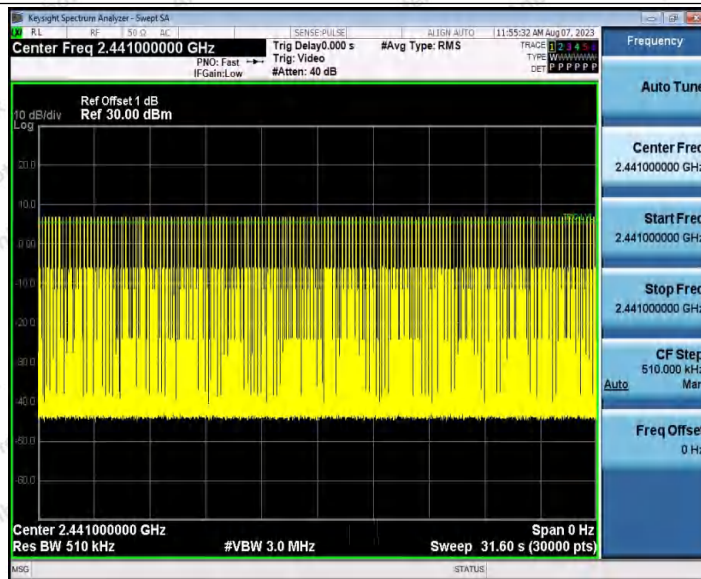 Keysight Spectrum Analyzer - Swept SA
RL RF 50 Ω AC SENSE:PULSE ALIGN AUTO 11:55:32 AM Aug 07, 2023
Center Freq 2.441000000 GHz
PNO: Fast
IFGain:Low
Trig Delay0.000 s
Trig: Video
#Atten: 40 dB
#Avg Type: RMS
TRACE 1 2 3 4 5 6
TYPE
DET P P P P P P
Ref Offset 1 dB
10 dB/div Ref 30.00 dBm
Log
20.0
10.0
0.00
-10.0
-20.0
-30.0
-40.0
-50.0
-60.0
Center 2.441000000 GHz Span 0 Hz
Res BW 510 kHz #VBW 3.0 MHz Sweep 31.60 s (30000 pts)
MSG STATUS
Frequency
Auto Tune
Center Freq
2.441000000 GHz
Start Freq
2.441000000 GHz
Stop Freq
2.441000000 GHz
CF Step
510.000 kHz
Auto Man
Freq Offset
0 Hz